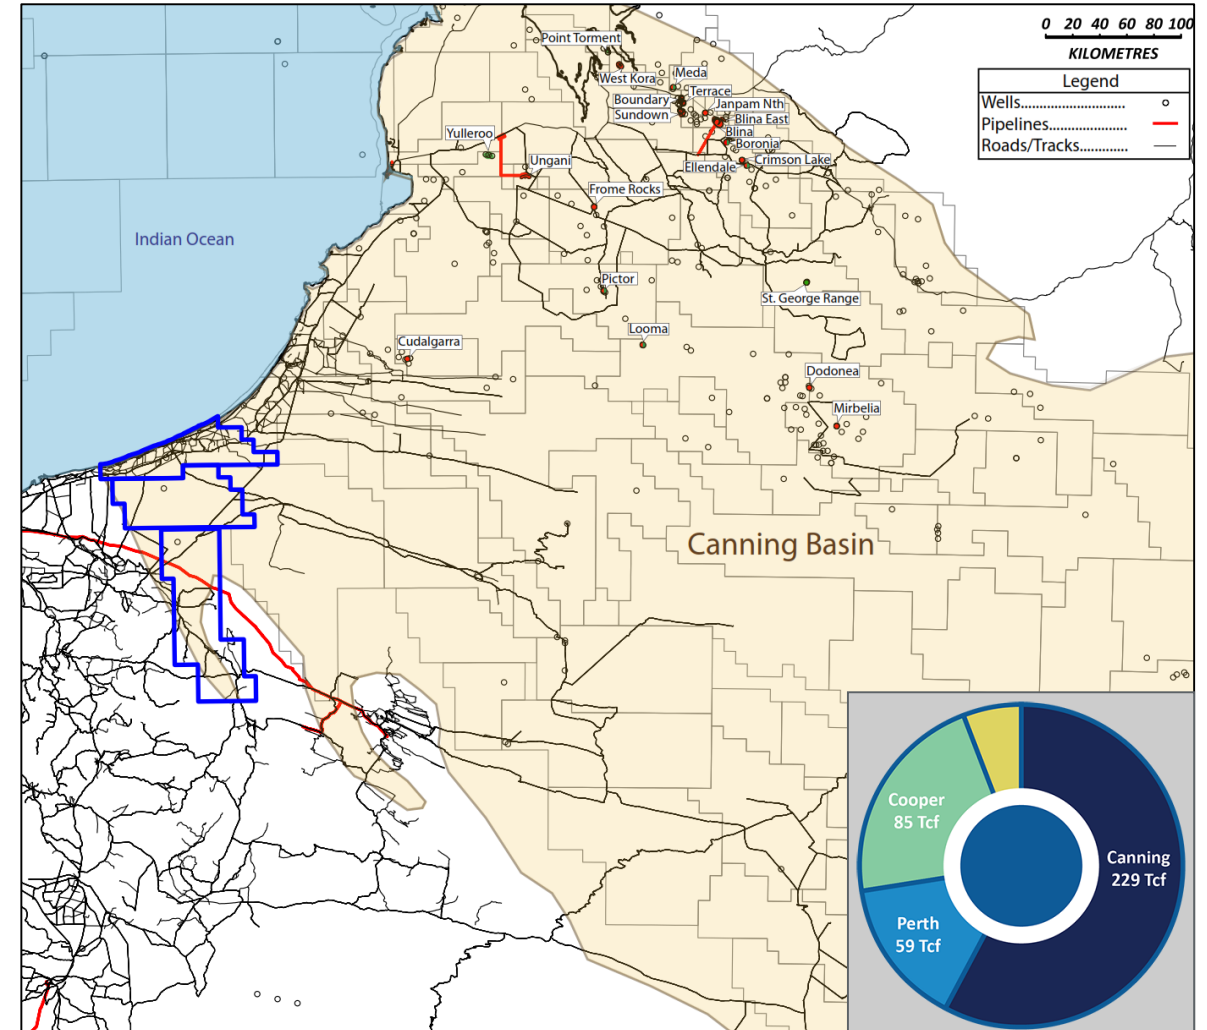 0 20 40 60 80 100
KILOMETRES
Legend
Wells............................
Pipelines.......................
Roads/Tracks.............
Point Torment
West Kora
Meda
Terrace
Boundary
Janpam Nth
Sundown
Blina East
Blina
Boronia
Yulleroo
Ungani
Ellendale
Crimson Lake
Frome Rocks
Indian Ocean
Pictor
St. George Range
Looma
Cudalgarra
Dodonea
Mirbelia
Canning Basin
Cooper
85 Tcf
Canning
229 Tcf
Perth
59 Tcf